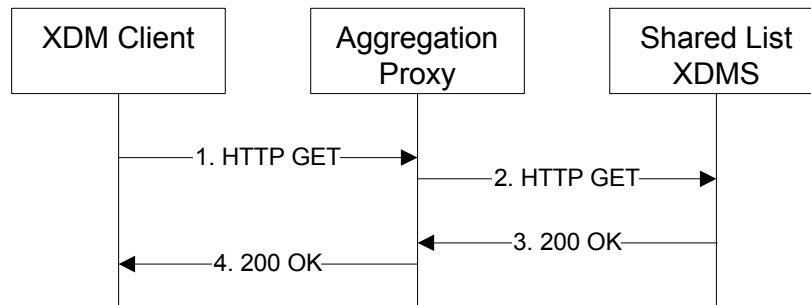 XDM Client
Aggregation
Proxy
Shared List
XDMS
1. HTTP GET
2. HTTP GET
3. 200 OK
4. 200 OK